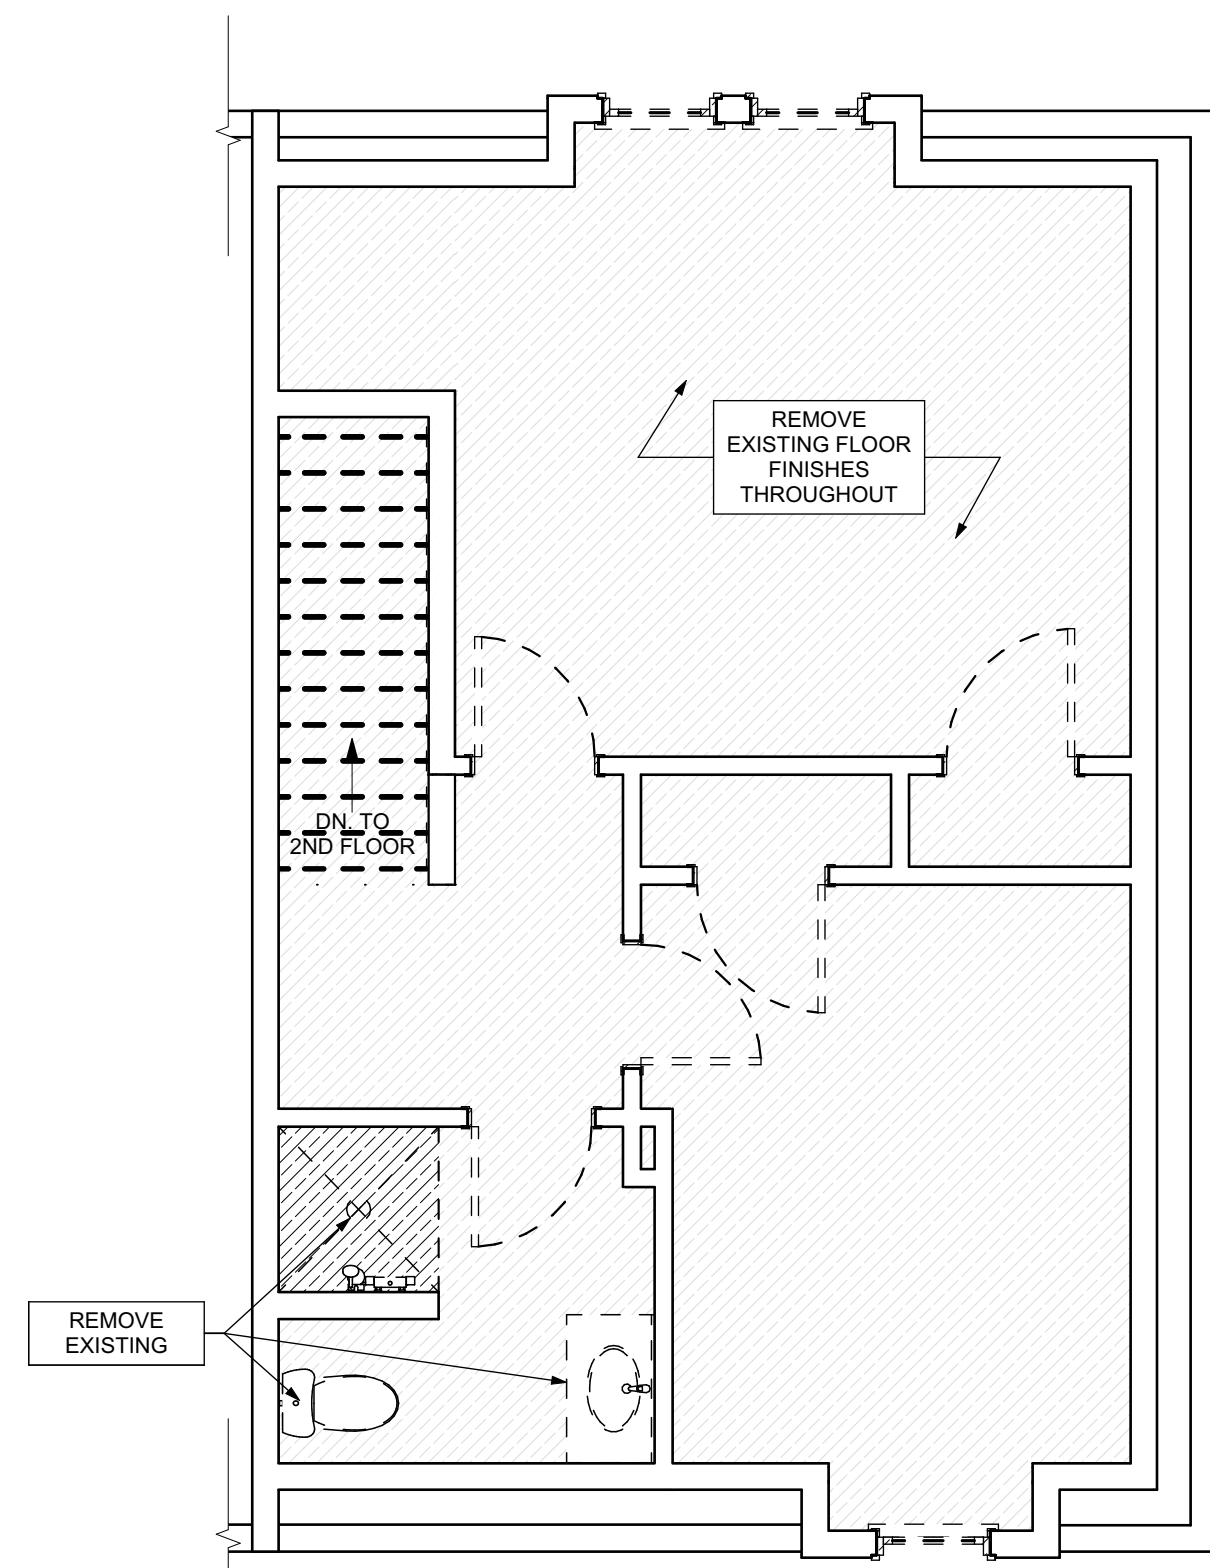 REMOVE
EXISTING FLOOR
FINISHES
THROUGHOUT
DN. TO
2ND FLOOR
REMOVE
EXISTING